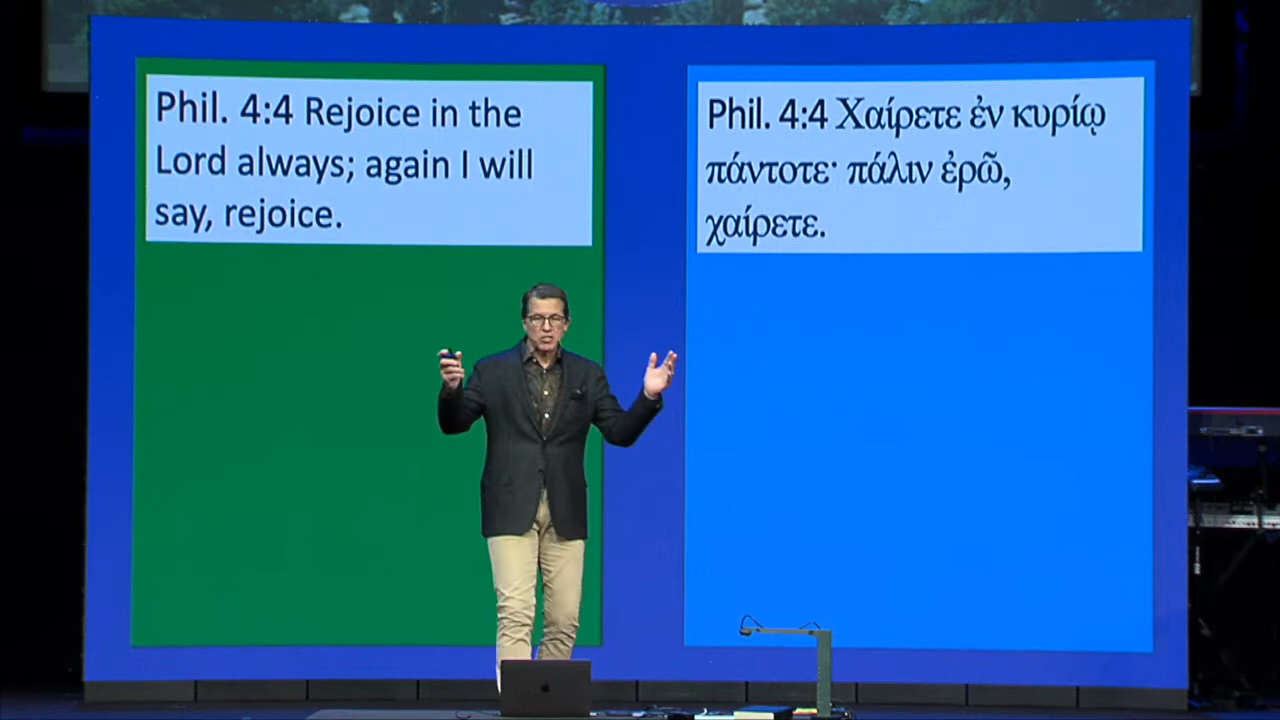 Phil. 4:4 Rejoice in the
Lord always; again I will
say, rejoice.
Phil. 4:4 Χαίρετε ἐν κυρίῳ
πάντοτε· πάλιν ἐρῶ,
χαίρετε.